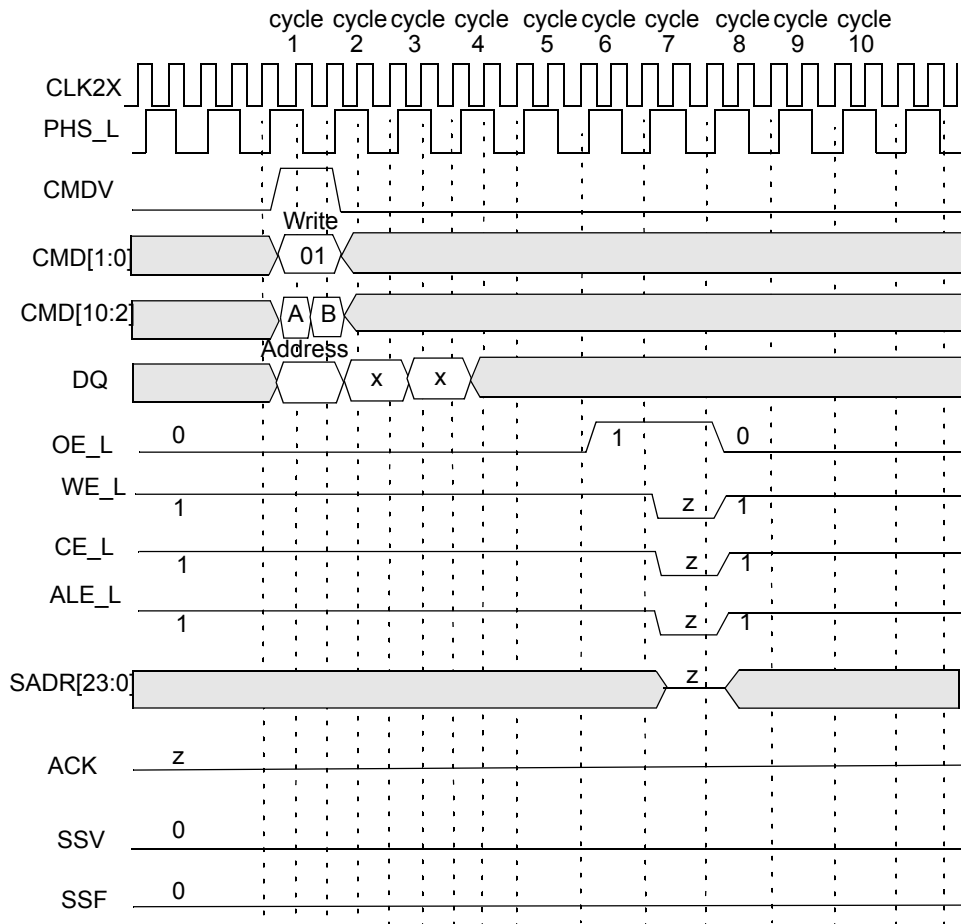 cycle cycle cycle cycle cycle cycle cycle cycle cycle cycle
1 2 3 4 5 6 7 8 9 10
CLK2X
PHS_L
CMDV
Write
CMD[1:0] 01
CMD[10:2] A B
Address
DQ x x
OE_L 0 1 0
WE_L 1 z 1
CE_L 1 z 1
ALE_L 1 z 1
SADR[23:0] z
ACK z
SSV 0
SSF 0